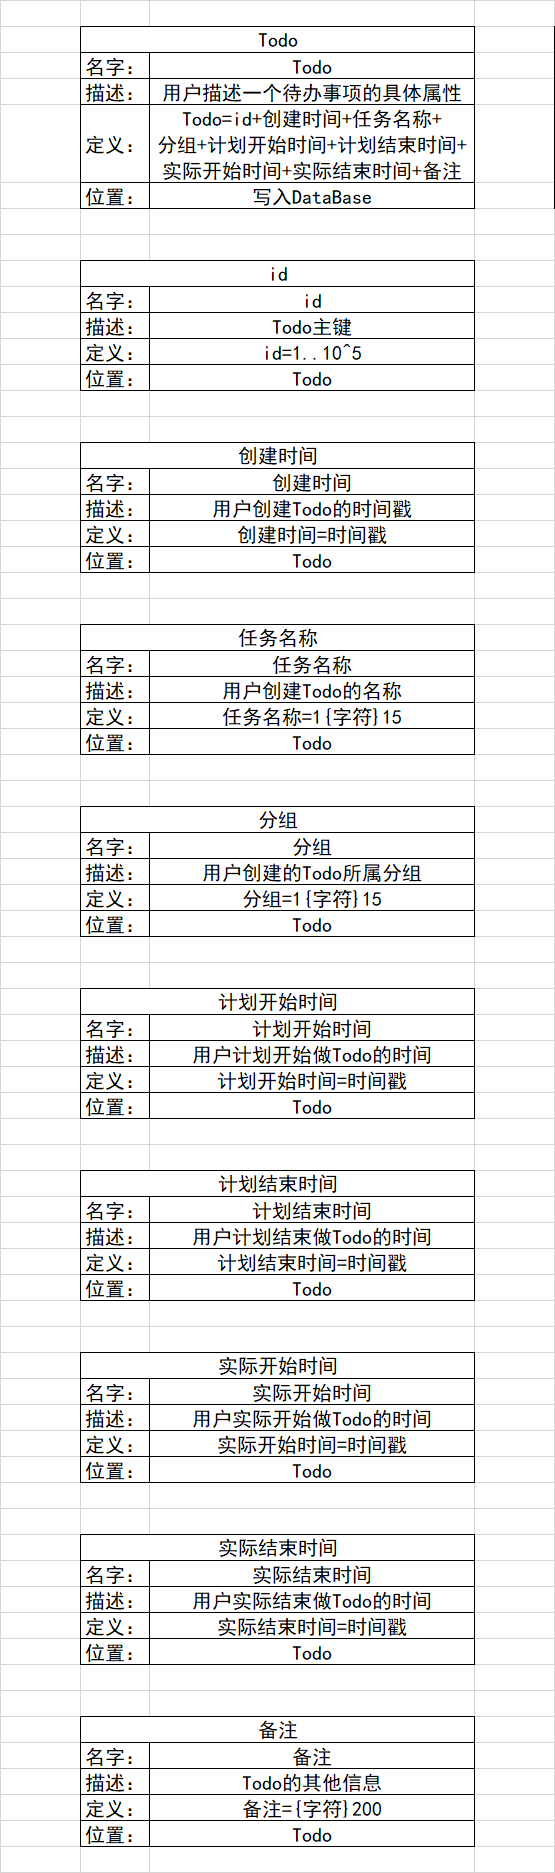 Todo
名字： Todo
描述： 用户描述一个待办事项的具体属性
Todo=id+创建时间+任务名称+
定义： 分组+计划开始时间+计划结束时间+
实际开始时间+实际结束时间+备注
位置： 写入DataBase
id
名字： id
描述： Todo主键
定义： id=1..10^5
位置： Todo
创建时间
名字： 创建时间
描述： 用户创建Todo的时间戳
定义： 创建时间=时间戳
位置： Todo
任务名称
名字： 任务名称
描述： 用户创建Todo的名称
定义： 任务名称=1{字符}15
位置： Todo
分组
名字： 分组
描述： 用户创建的Todo所属分组
定义： 分组=1{字符}15
位置： Todo
计划开始时间
名字： 计划开始时间
描述： 用户计划开始做Todo的时间
定义： 计划开始时间=时间戳
位置： Todo
计划结束时间
名字： 计划结束时间
描述： 用户计划结束做Todo的时间
定义： 计划结束时间=时间戳
位置： Todo
实际开始时间
名字： 实际开始时间
描述： 用户实际开始做Todo的时间
定义： 实际开始时间=时间戳
位置： Todo
实际结束时间
名字： 实际结束时间
描述： 用户实际结束做Todo的时间
定义： 实际结束时间=时间戳
位置： Todo
备注
名字： 备注
描述： Todo的其他信息
定义： 备注={字符}200
位置： Todo